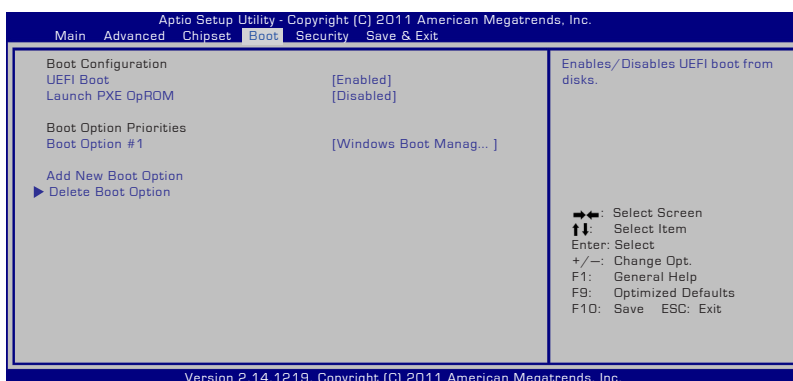 Aptio Setup Utility - Copyright (C) 2011 American Megatrends, Inc.
Main Advanced Chipset Boot Security Save & Exit
Boot Configuration
UEFI Boot [Enabled]
Launch PXE OpROM [Disabled]
Boot Option Priorities
Boot Option #1 [Windows Boot Manag... ]
Add New Boot Option
Delete Boot Option
Enables/Disables UEFI boot from
disks.
: Select Screen
: Select Item
Enter: Select
+/—: Change Opt.
F1: General Help
F9: Optimized Defaults
F10: Save ESC: Exit
Version 2.14.1219. Copyright (C) 2011 American Megatrends, Inc.